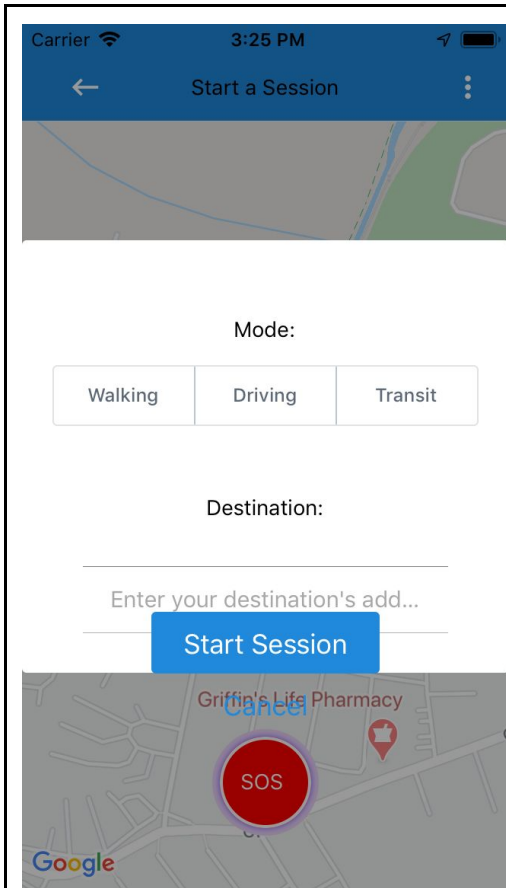 Carrier 3:25 PM
Start a Session
Mode:
Walking Driving Transit
Destination:
Enter your destination's add...
Start Session
Griffin's Life Pharmacy
Cancel
SOS
Google